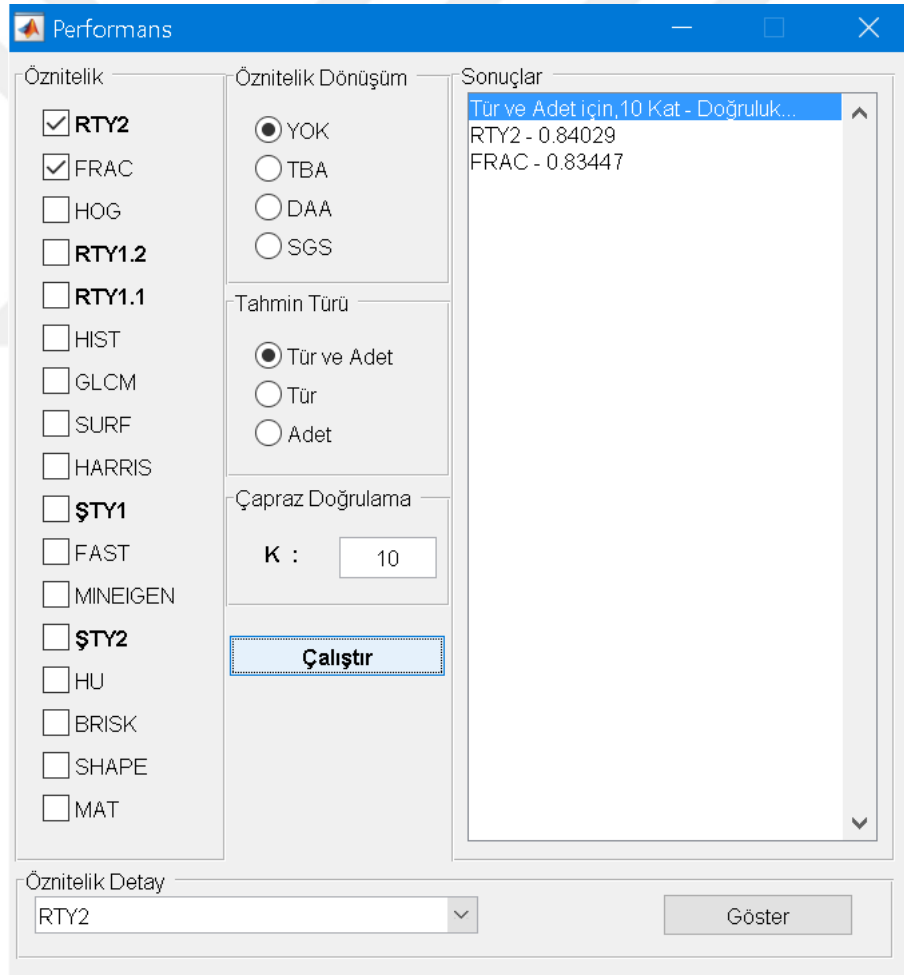 Performans
Öznitelik
RTY2
FRAC
HOG
RTY1.2
RTY1.1
HIST
GLCM
SURF
HARRIS
ŞTY1
FAST
MINEIGEN
ŞTY2
HU
BRISK
SHAPE
MAT
Öznitelik Dönüşüm
YOK
TBA
DAA
SGS
Tahmin Türü
Tür ve Adet
Tür
Adet
Çapraz Doğrulama
K : 10
Çalıştır
Sonuçlar
Tür ve Adet için,10 Kat - Doğruluk...
RTY2 - 0.84029
FRAC - 0.83447
Öznitelik Detay
RTY2
Göster